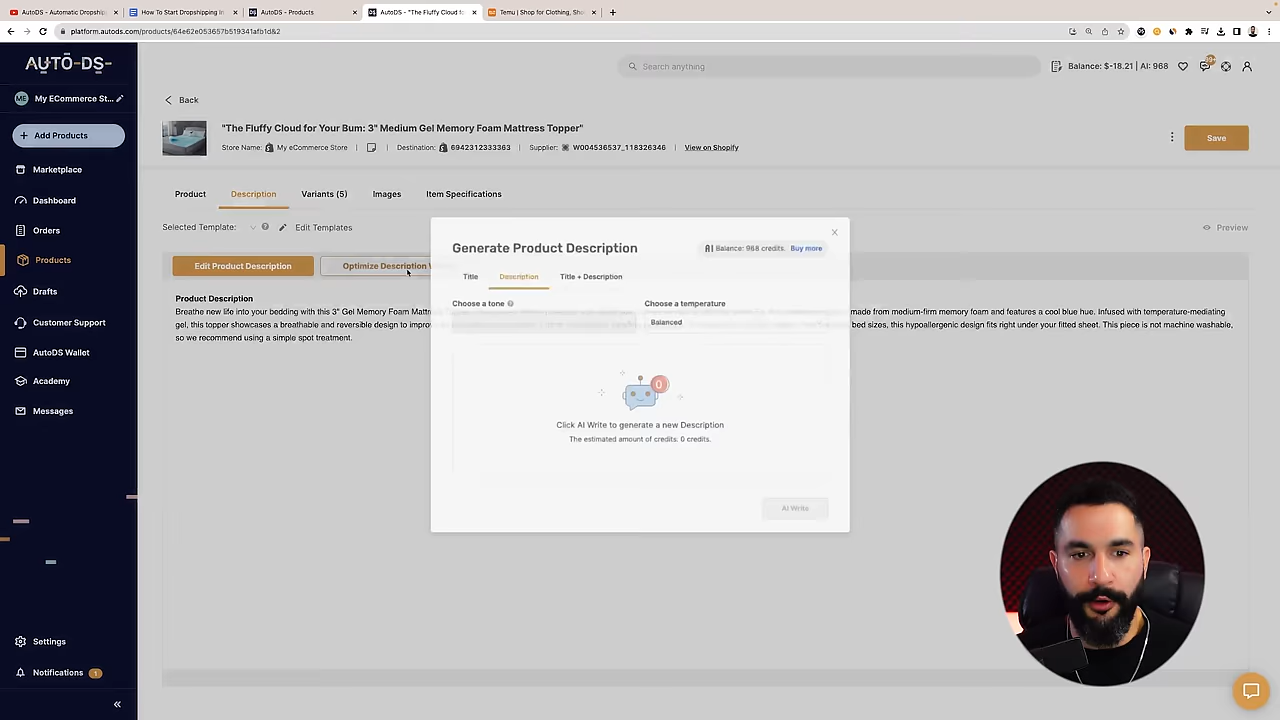 AutoDS - Automatic Dropship
How To Start Dropshipping In
AutoDS - Products
AutoDS - "The Fluffy Cloud fo
Temu | Shop for Clothing, Sho
platform.autods.com/products/64e62e053657b519341afb1d&2
AUTO-DS-
Search anything
Balance: $-18.21 | AI: 968
99+
ME
My ECommerce St...
Add Products
Marketplace
Dashboard
Orders
Products
Drafts
Customer Support
AutoDS Wallet
Academy
Messages
Settings
Notifications 1
Back
"The Fluffy Cloud for Your Bum: 3" Medium Gel Memory Foam Mattress Topper"
Store Name: My eCommerce Store | Destination: 6942312333363 | Supplier: W004536537_118326346 | View on Shopify
Save
Product Description Variants (5) Images Item Specifications
Selected Template: Edit Templates
Preview
Edit Product Description
Optimize Description
Product Description
Breathe new life into your bedding with this 3" Gel Memory Foam
made from medium-firm memory foam and features a cool blue hue. Infused with temperature-mediating
gel, this topper showcases a breathable and reversible design to
bed sizes, this hypoallergenic design fits right under your fitted sheet. This piece is not machine washable,
so we recommend using a simple spot treatment.
Generate Product Description
AI Balance: 968 credits. Buy more
Title Description Title + Description
Choose a tone
Choose a temperature
Balanced
0
Click AI Write to generate a new Description
The estimated amount of credits. 0 credits.
AI Write